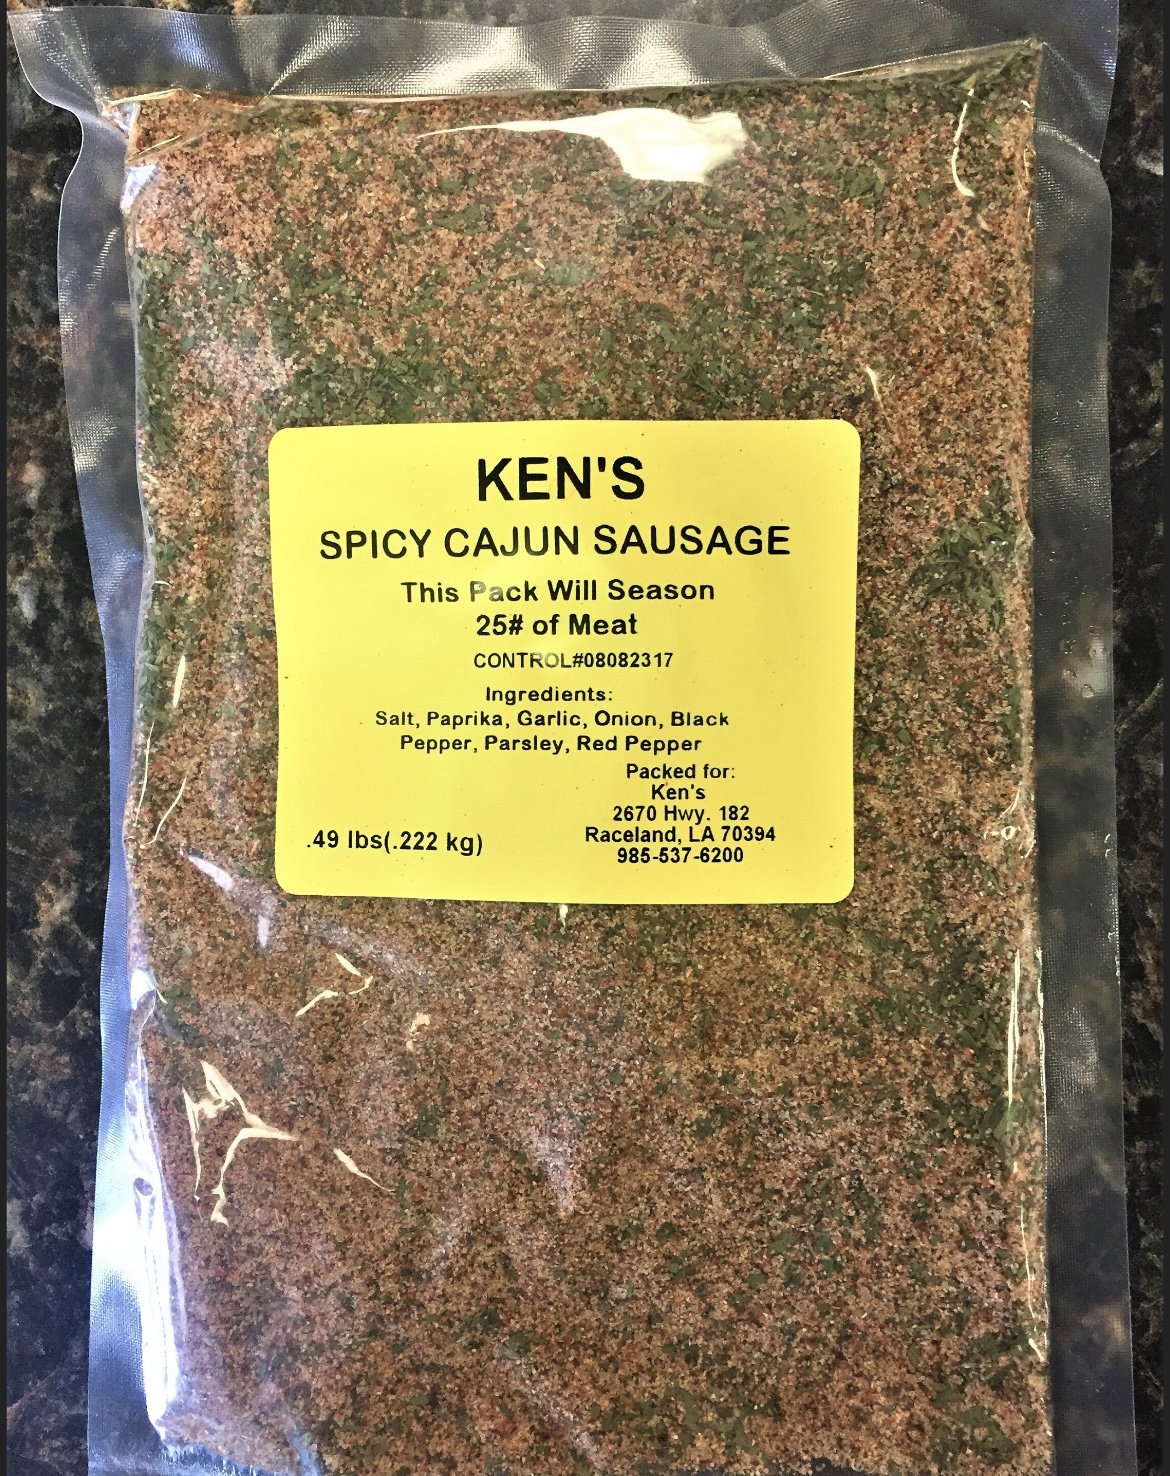 KEN'S
SPICY CAJUN SAUSAGE
This Pack Will Season
25# of Meat
CONTROL#08082317
Ingredients:
Salt, Paprika, Garlic, Onion, Black
Pepper, Parsley, Red Pepper
Packed for:
Ken's
2670 Hwy. 182
Raceland, LA 70394
985-537-6200
.49 lbs(.222 kg)